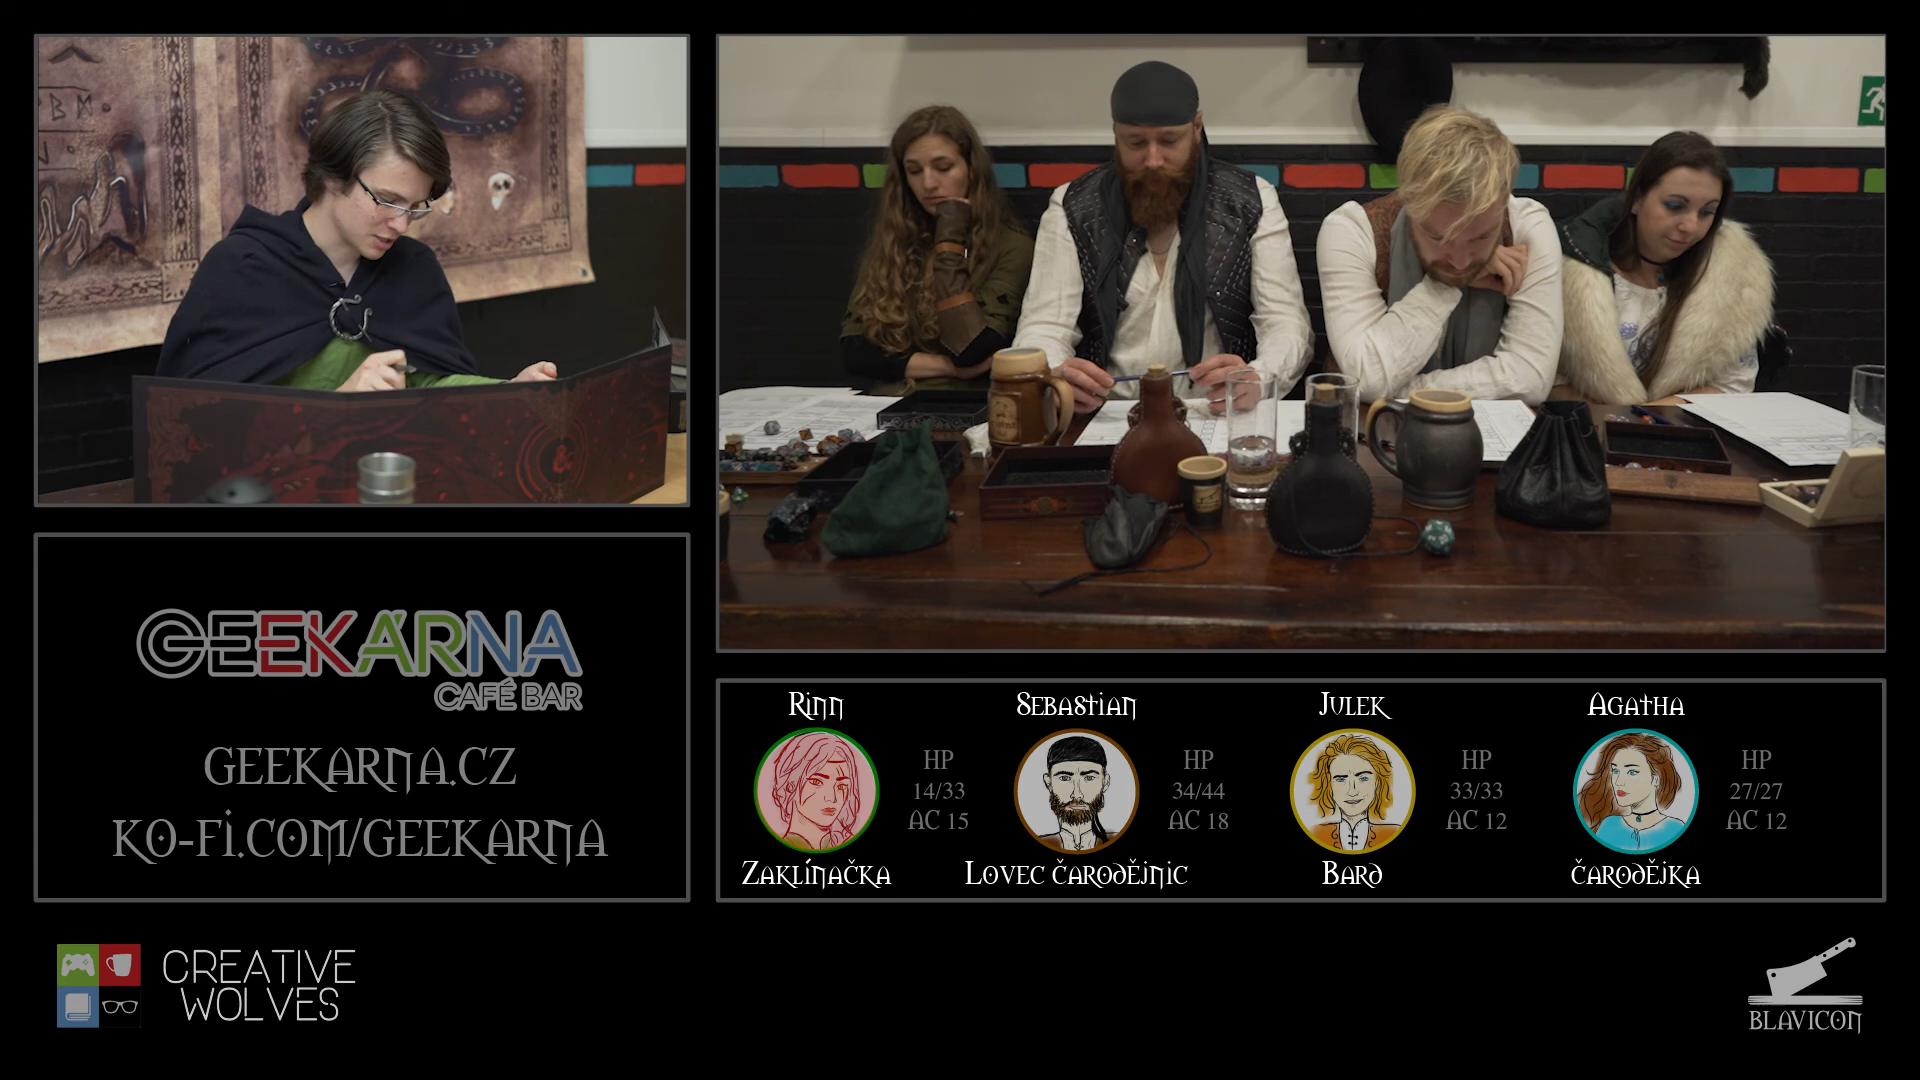 GEEKÁRNA
CAFÉ BAR
GEEKARNA.CZ
KO-FI.COM/GEEKARNA
Rinn
HP
14/33
AC 15
Zaklínačka
Sebastian
HP
34/44
AC 18
Lovec čarodějnic
Julek
HP
33/33
AC 12
Bard
Agatha
HP
27/27
AC 12
čarodějka
CREATIVE
WOLVES
BLAVICON